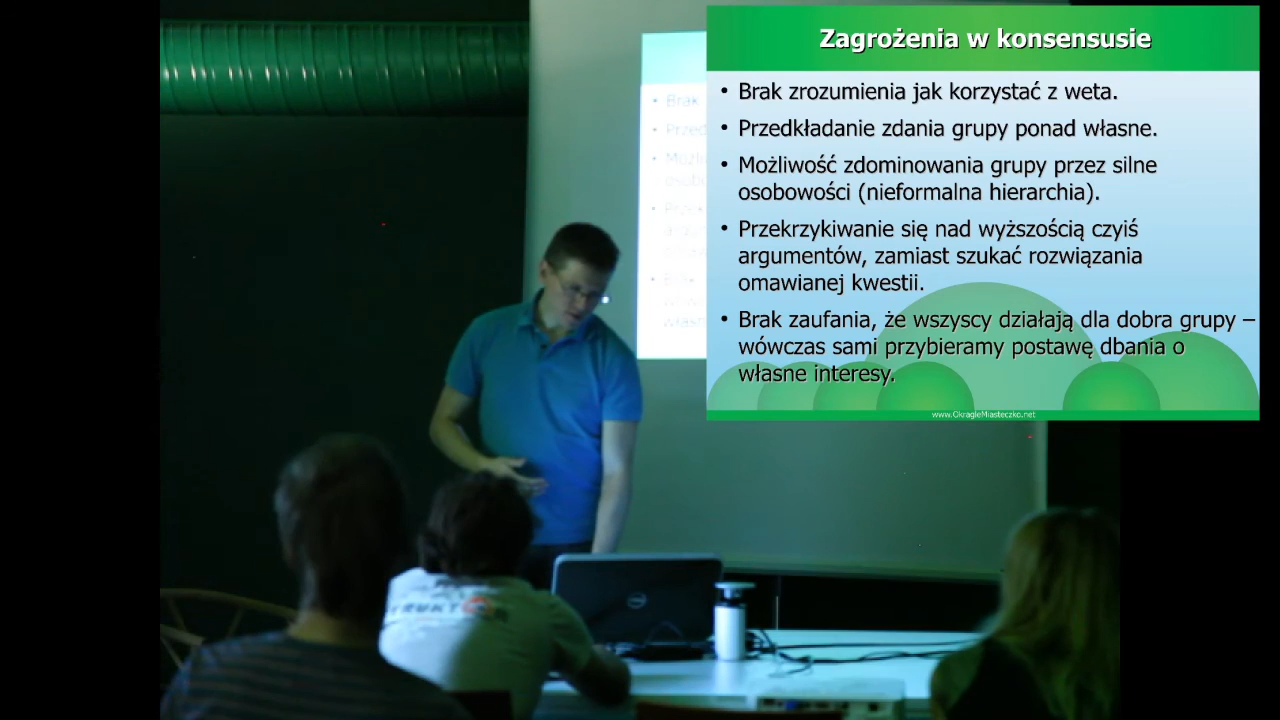 Zagrożenia w konsensusie
• Brak zrozumienia jak korzystać z weta.
• Przedkładanie zdania grupy ponad własne.
• Możliwość zdominowania grupy przez silne
osobowości (nieformalna hierarchia).
• Przekrzykiwanie się nad wyższością czyiś
argumentów, zamiast szukać rozwiązania
omawianej kwestii.
• Brak zaufania, że wszyscy działają dla dobra grupy –
wówczas sami przybieramy postawę dbania o
własne interesy.
www.OkragleMiasteczko.net
• Brak
DELL